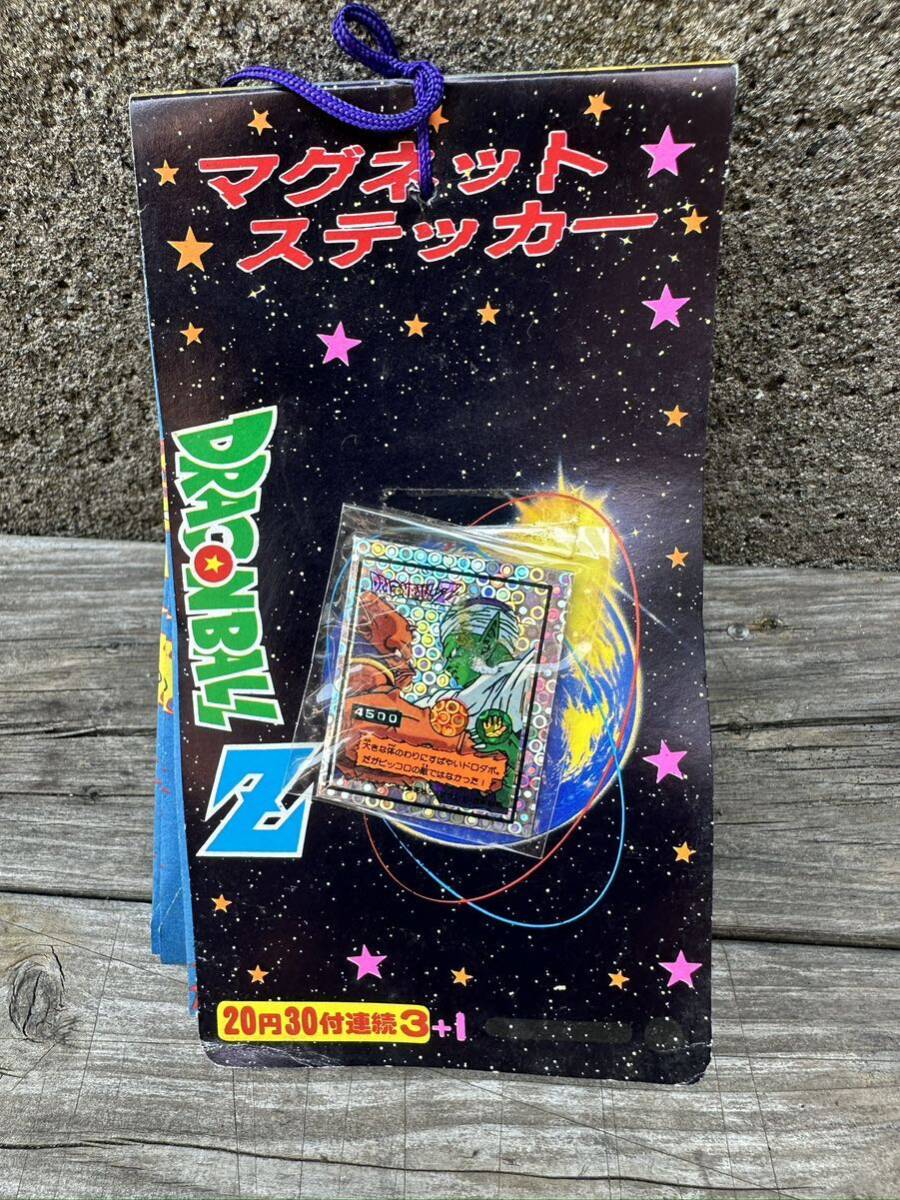 マグネット
ステッカー
DRAGONBALL
Z
DRAGONBALL Z
4500
大きな体のわりにすばやいドロダボ。
だがピッコロの敵ではなかった！
20円30付連続3+1